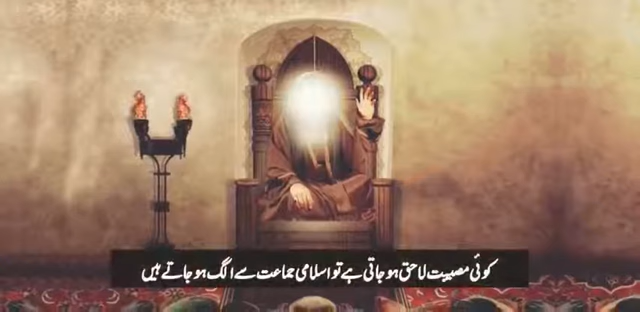 کوئی مصیبت لاحق ہو جاتی ہے تو اسلامی جماعت سے الگ ہو جاتے ہیں